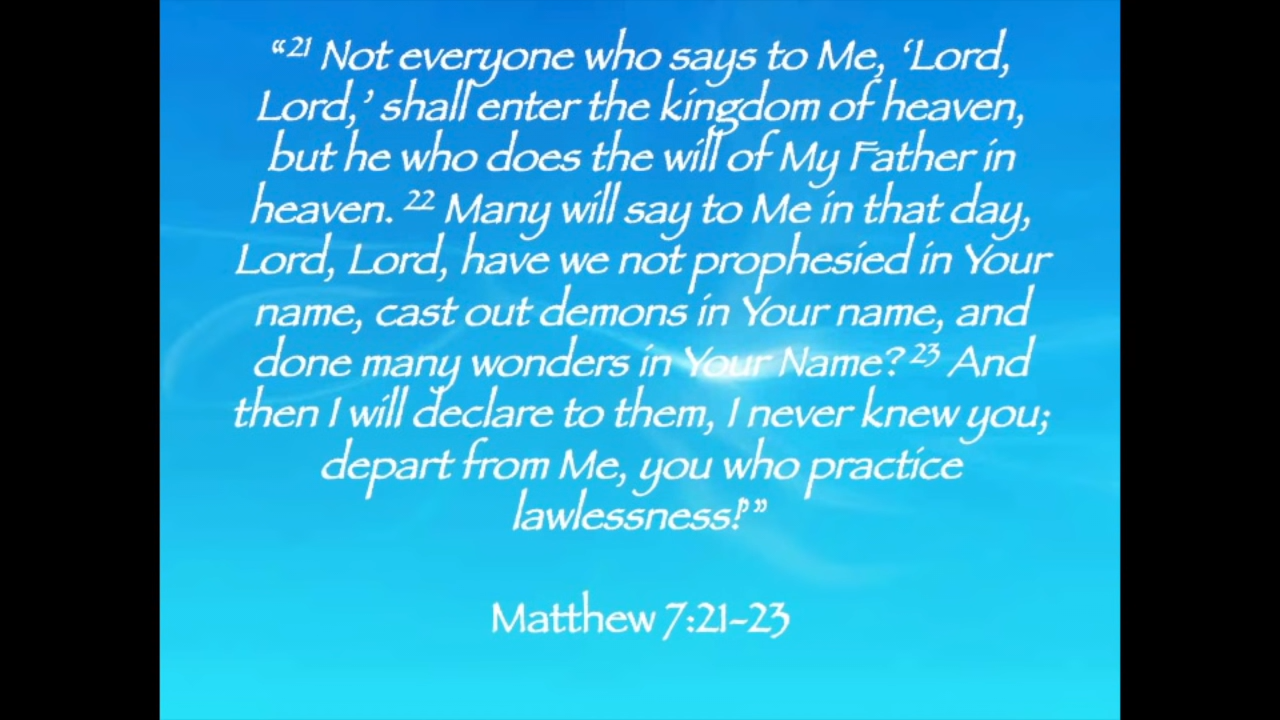 “21 Not everyone who says to Me, ‘Lord,
Lord,’ shall enter the kingdom of heaven,
but he who does the will of My Father in
heaven. 22 Many will say to Me in that day,
Lord, Lord, have we not prophesied in Your
name, cast out demons in Your name, and
done many wonders in Your Name? 23 And
then I will declare to them, I never knew you;
depart from Me, you who practice
lawlessness!’”
Matthew 7:21-23